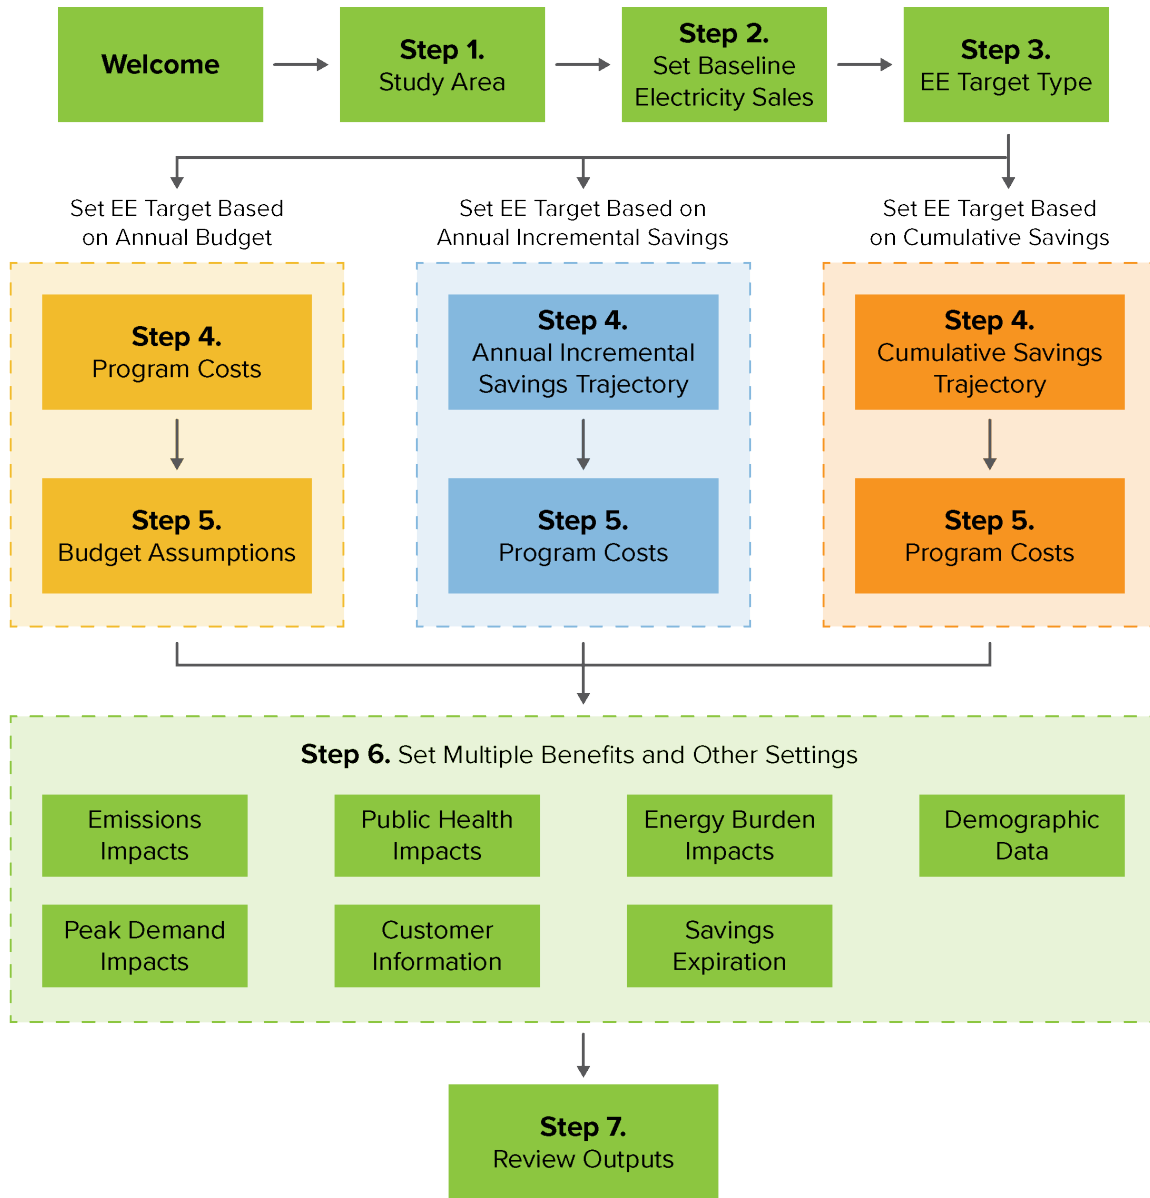 Welcome
Step 1.
Study Area
Step 2.
Set Baseline
Electricity Sales
Step 3.
EE Target Type
Set EE Target Based
on Annual Budget
Set EE Target Based on
Annual Incremental Savings
Set EE Target Based
on Cumulative Savings
Step 4.
Program Costs
Step 5.
Budget Assumptions
Step 4.
Annual Incremental
Savings Trajectory
Step 5.
Program Costs
Step 4.
Cumulative Savings
Trajectory
Step 5.
Program Costs
Step 6. Set Multiple Benefits and Other Settings
Emissions
Impacts
Public Health
Impacts
Energy Burden
Impacts
Demographic
Data
Peak Demand
Impacts
Customer
Information
Savings
Expiration
Step 7.
Review Outputs